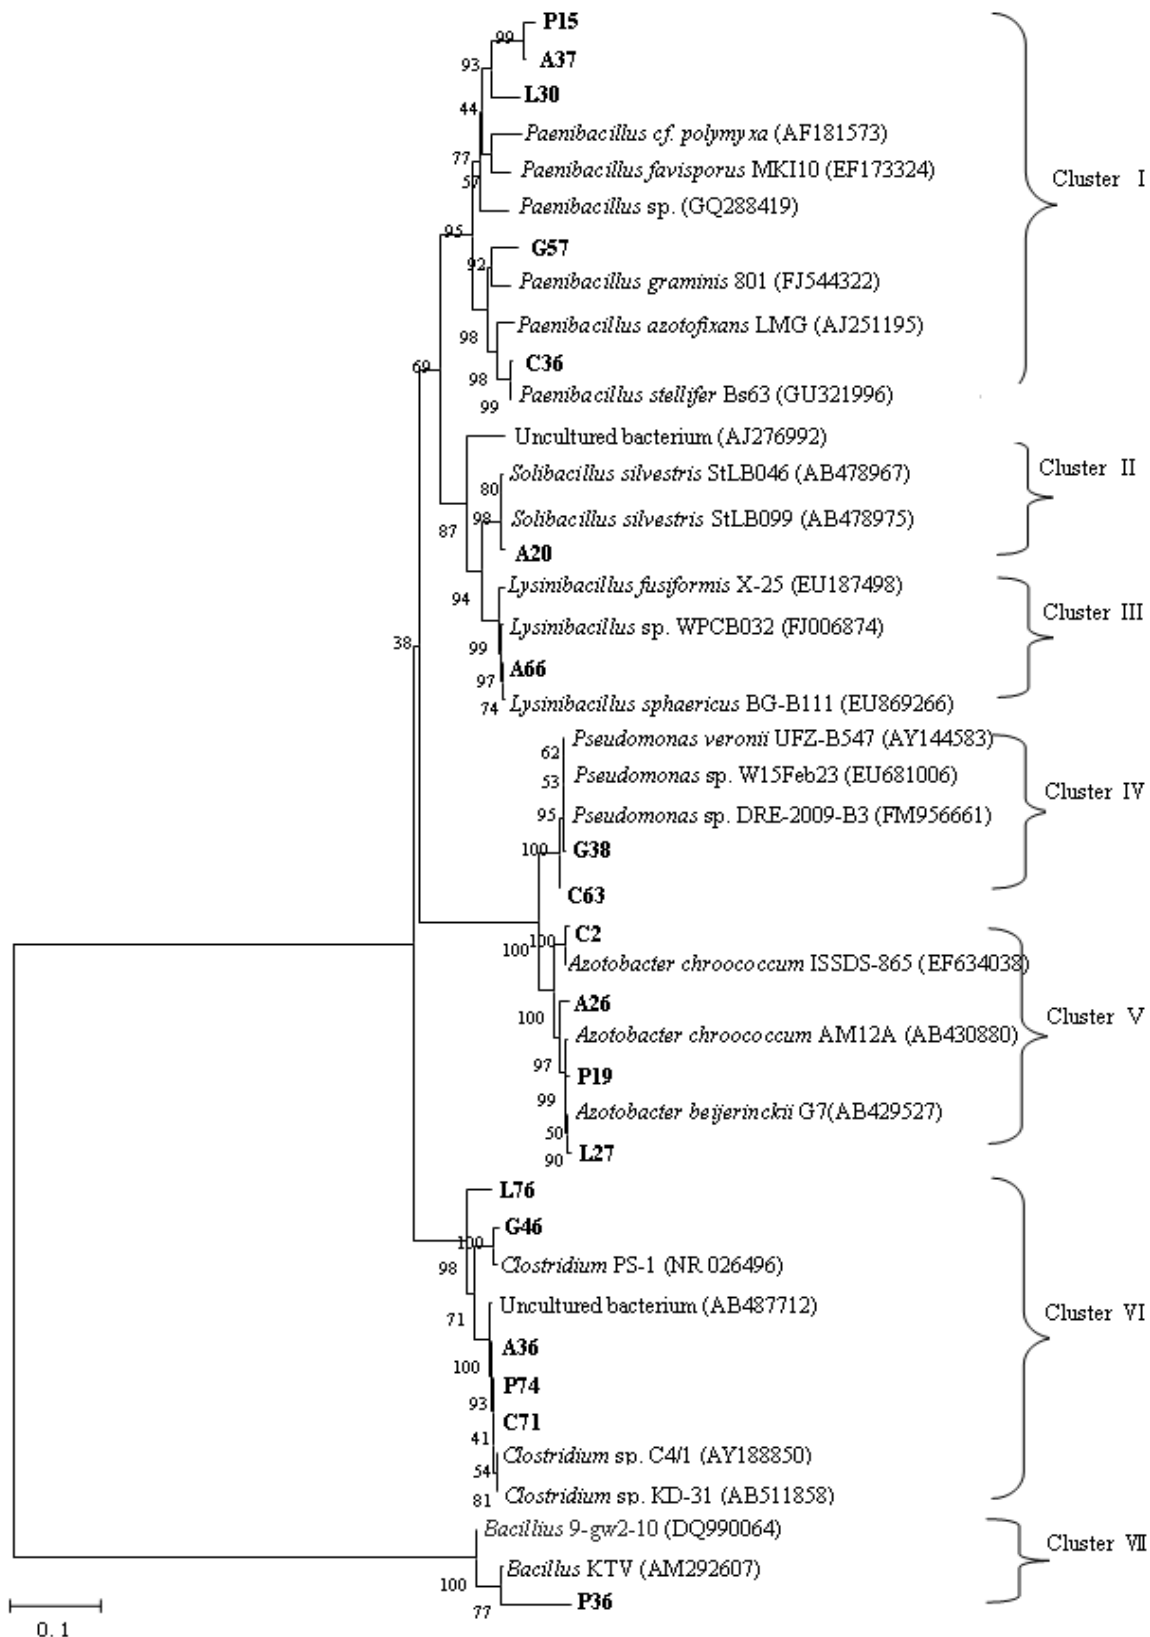 P15
99
A37
93
L30
44
Paenibacillus cf. polymyxa (AF181573)
77
Paenibacillus favisporus MKI10 (EF173324)
57
Cluster I
Paenibacillus sp. (GQ288419)
95
G57
92
Paenibacillus graminis 801 (FJ544322)
Paenibacillus azotofixans LMG (AJ251195)
98
C36
69
98
Paenibacillus stellifer Bs63 (GU321996)
99
Uncultured bacterium (AJ276992)
Cluster II
Solibacillus silvestris StLB046 (AB478967)
80
98
Solibacillus silvestris StLB099 (AB478975)
87
A20
Lysinibacillus fusiformis X-25 (EU187498)
94
Cluster III
Lysinibacillus sp. WPCB032 (FJ006874)
38
99
A66
97
Lysinibacillus sphaericus BG-B111 (EU869266)
74
Pseudomonas veronii UFZ-B547 (AY144583)
62
Pseudomonas sp. W15Feb23 (EU681006)
53
Cluster IV
Pseudomonas sp. DRE-2009-B3 (FM956661)
95
G38
100
C63
C2
100
100
Azotobacter chroococcum ISSDS-865 (EF634038)
A26
100
Cluster V
Azotobacter chroococcum AM12A (AB430880)
97
P19
99
Azotobacter beijerinckii G7(AB429527)
50
L27
90
L76
G46
100
98
Clostridium PS-1 (NR 026496)
Uncultured bacterium (AB487712)
71
Cluster VI
A36
100
P74
93
C71
41
Clostridium sp. C4/1 (AY188850)
54
Clostridium sp. KD-31 (AB511858)
81
Bacillius 9-gw2-10 (DQ990064)
Cluster VII
Bacillus KTV (AM292607)
100
P36
77
0.1